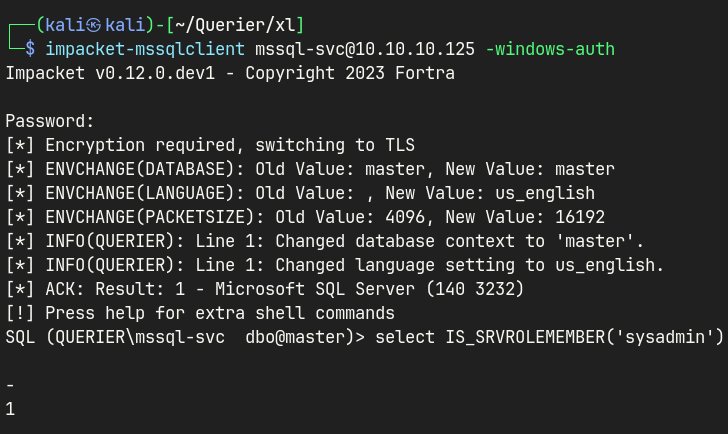 ┌──(kali㉿kali)-[~/Querier/xl]
└─$ impacket-mssqlclient mssql-svc@10.10.10.125 -windows-auth
Impacket v0.12.0.dev1 - Copyright 2023 Fortra
Password:
[*] Encryption required, switching to TLS
[*] ENVCHANGE(DATABASE): Old Value: master, New Value: master
[*] ENVCHANGE(LANGUAGE): Old Value: , New Value: us_english
[*] ENVCHANGE(PACKETSIZE): Old Value: 4096, New Value: 16192
[*] INFO(QUERIER): Line 1: Changed database context to 'master'.
[*] INFO(QUERIER): Line 1: Changed language setting to us_english.
[*] ACK: Result: 1 - Microsoft SQL Server (140 3232)
[!] Press help for extra shell commands
SQL (QUERIER\mssql-svc  dbo@master)> select IS_SRVROLEMEMBER('sysadmin')
-
1